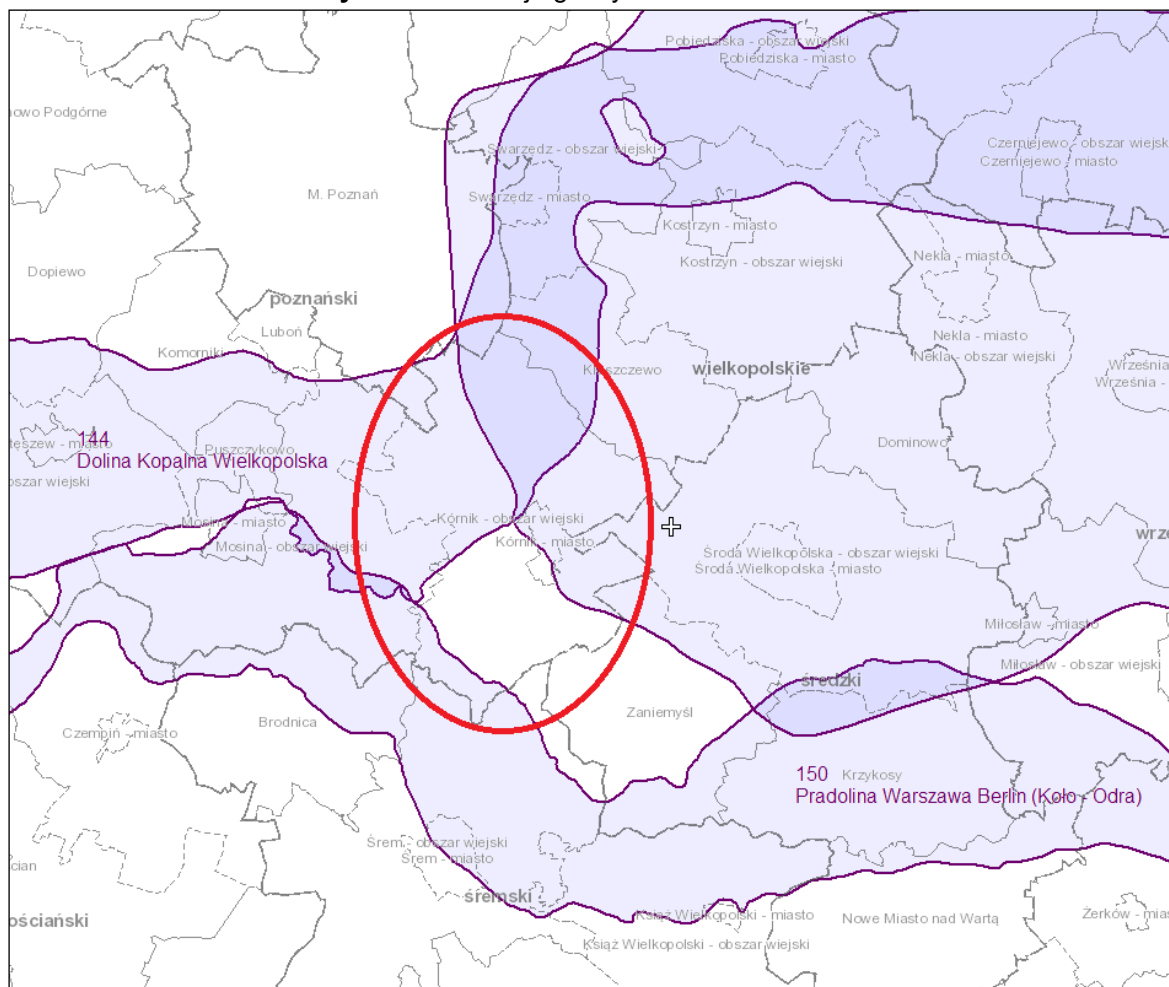 Pobiedziska - obszar wiejski
Pobiedziska - miasto
nowo Podgórne
Swarzędz - obszar wiejski
Czerniejewo - obszar wiejsk
Czerniejewo - miasto
M. Poznań
Swarzędz - miasto
Kostrzyn - miasto
Dopiewo
Kostrzyn - obszar wiejski
Nekla - miasto
poznański
Luboń
Nekla - miasto
Komorniki
Nekla - obszar wiejski
wielkopolskie
Września
Września -
144
Dolina Kopalna Wielkopolska
Puszczykowo
Dominowo
obszar wiejski
Mosina - miasto
Kórnik - obszar wiejski
Mosina - obszar wiejski
Kórnik - miasto
Środa Wielkopolska - obszar wiejski
Środa Wielkopolska - miasto
wrze
Miłosław - miasto
Miłosław - obszar wiejski
średzki
Zaniemyśl
Brodnica
Czempiń - miasto
150
Krzykosy
Pradolina Warszawa Berlin (Koło - Odra)
Śrem - obszar wiejski
Śrem - miasto
cian
śremski
ościański
Książ Wielkopolski - miasto
Nowe Miasto nad Wartą
Żerków - mias
Książ Wielkopolski - obszar wiejski